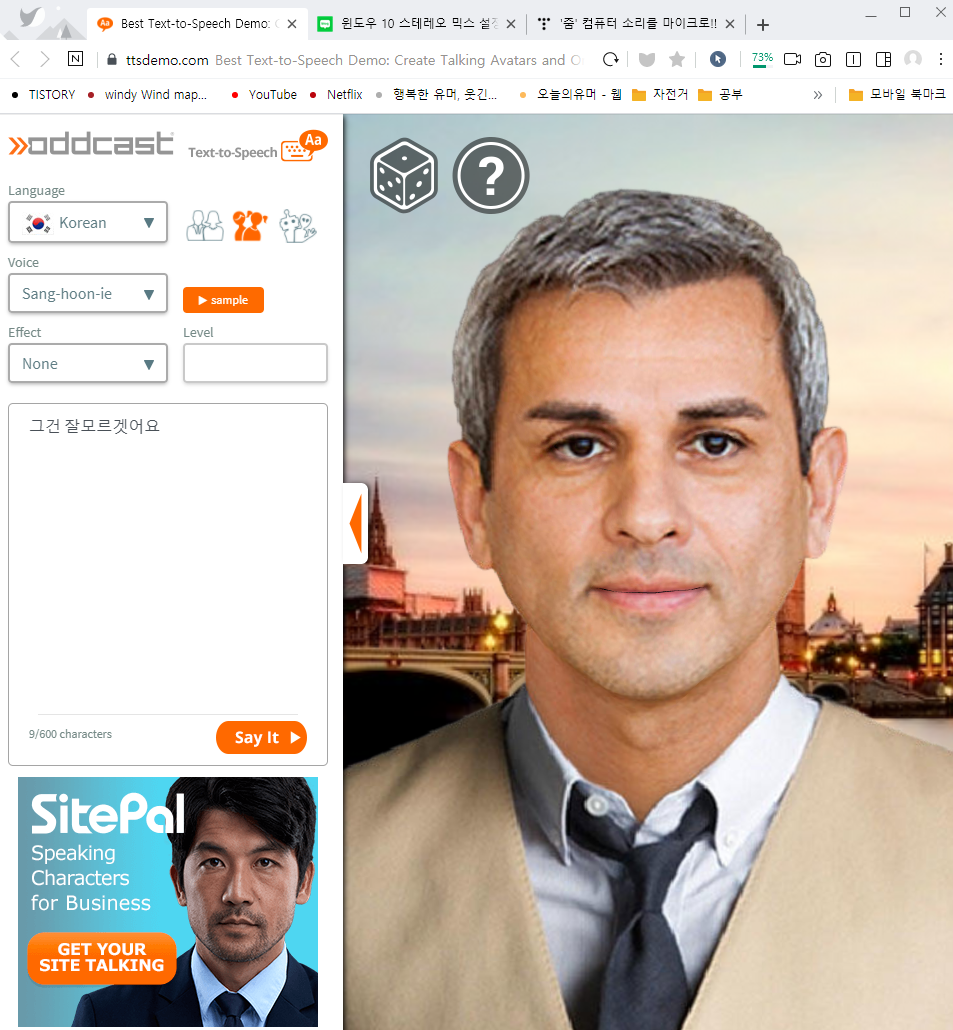 Best Text-to-Speech Demo:
윈도우 10 스테레오 믹스 설정
'줌' 컴퓨터 소리를 마이크로!!
N
ttsdemo.com Best Text-to-Speech Demo: Create Talking Avatars and O
73%
TISTORY windy Wind map... YouTube Netflix 행복한 유머, 웃긴... 오늘의유머 - 웹 자전거 공부 » 모바일 북마크
oddcast
Text-to-Speech Aa
Language
Korean
Voice
Sang-hoon-ie
sample
Effect Level
None
그건 잘모르겟어요
9/600 characters
Say It
SitePal
Speaking
Characters
for Business
GET YOUR
SITE TALKING
?